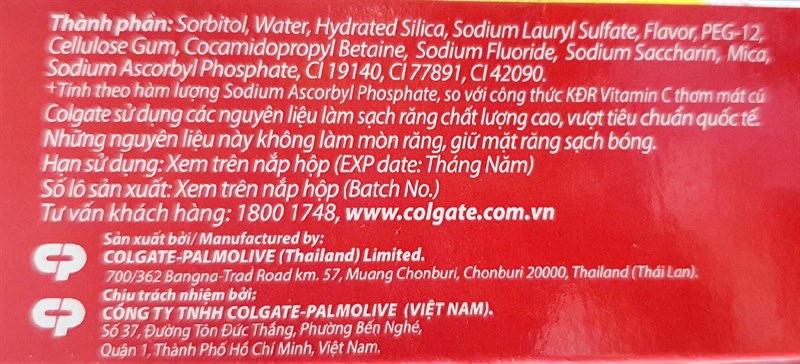 Thành phần: Sorbitol, Water, Hydrated Silica, Sodium Lauryl Sulfate, Flavor, PEG-12,
Cellulose Gum, Cocamidopropyl Betaine, Sodium Fluoride, Sodium Saccharin, Mica,
Sodium Ascorbyl Phosphate, CI 19140, CI 77891, CI 42090.
+Tính theo hàm lượng Sodium Ascorbyl Phosphate, so với công thức KĐR Vitamin C thơm mát cũ
Colgate sử dụng các nguyên liệu làm sạch răng chất lượng cao, vượt tiêu chuẩn quốc tế.
Những nguyên liệu này không làm mòn răng, giữ mặt răng sạch bóng.
Hạn sử dụng: Xem trên nắp hộp (EXP date: Tháng Năm)
Số lô sản xuất: Xem trên nắp hộp (Batch No.)
Tư vấn khách hàng: 1800 1748, www.colgate.com.vn
Sản xuất bởi/ Manufactured by:
COLGATE-PALMOLIVE (Thailand) Limited.
700/362 Bangna-Trad Road km. 57, Muang Chonburi, Chonburi 20000, Thailand (Thái Lan).
Chịu trách nhiệm bởi:
CÔNG TY TNHH COLGATE-PALMOLIVE (VIỆT NAM).
Số 37, Đường Tôn Đức Thắng, Phường Bến Nghé,
Quận 1, Thành Phố Hồ Chí Minh, Việt Nam.